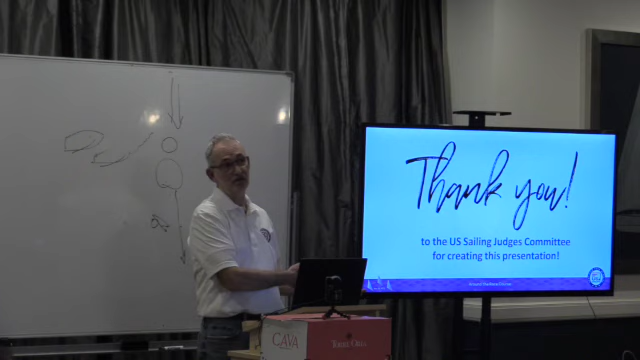 Thank you!
to the US Sailing Judges Committee
for creating this presentation!
CAVA